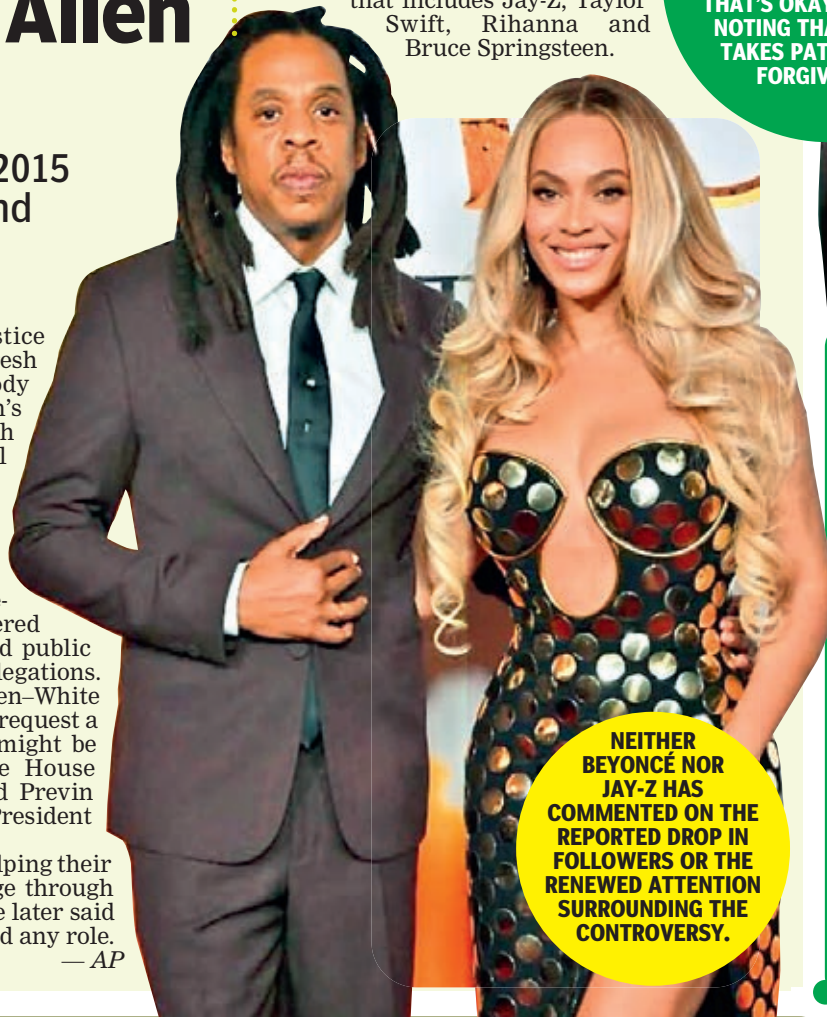 Allen
that includes Jay-Z, Taylor
Swift, Rihanna and
Bruce Springsteen.
THAT'S OKAY
NOTING THA
TAKES PAT
FORGIV
2015
nd
stice
esh
ody
n's
h
l
e-
ered
d public
legations.
en–White
request a
might be
e House
d Previn
President
lping their
ge through
e later said
d any role.
— AP
NEITHER
BEYONCÉ NOR
JAY-Z HAS
COMMENTED ON THE
REPORTED DROP IN
FOLLOWERS OR THE
RENEWED ATTENTION
SURROUNDING THE
CONTROVERSY.